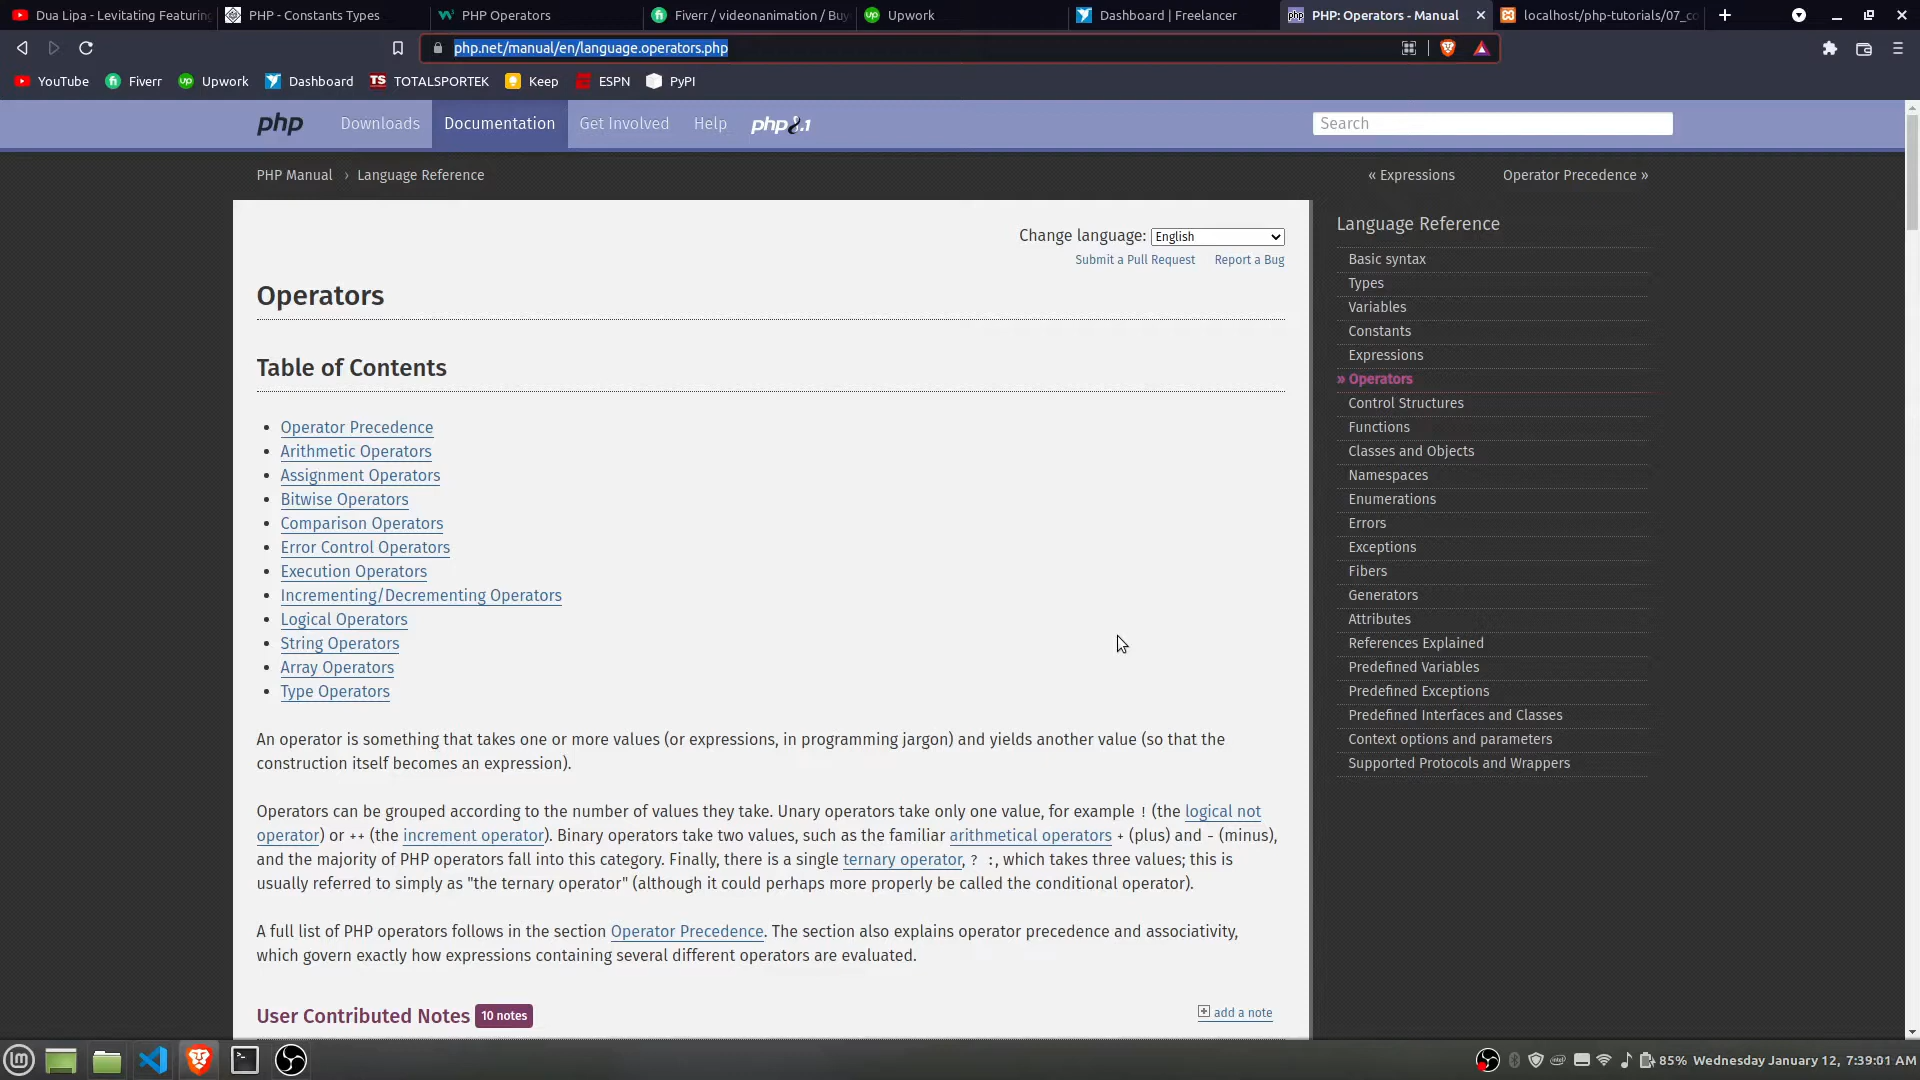 Dua Lipa - Levitating Featuring
PHP - Constants Types
PHP Operators
Fiverr / videonanimation / Buy
Upwork
Dashboard | Freelancer
PHP: Operators - Manual
localhost/php-tutorials/07_co
php.net/manual/en/language.operators.php
YouTube
Fiverr
Upwork
Dashboard
TOTALSPORTEK
Keep
ESPN
PyPI
php
Downloads
Documentation
Get Involved
Help
php8.1
Search
PHP Manual › Language Reference
« Expressions
Operator Precedence »
Change language: English
Submit a Pull Request
Report a Bug
Operators
Table of Contents
• Operator Precedence
• Arithmetic Operators
• Assignment Operators
• Bitwise Operators
• Comparison Operators
• Error Control Operators
• Execution Operators
• Incrementing/Decrementing Operators
• Logical Operators
• String Operators
• Array Operators
• Type Operators
An operator is something that takes one or more values (or expressions, in programming jargon) and yields another value (so that the
construction itself becomes an expression).
Operators can be grouped according to the number of values they take. Unary operators take only one value, for example ! (the logical not
operator) or ++ (the increment operator). Binary operators take two values, such as the familiar arithmetical operators + (plus) and - (minus),
and the majority of PHP operators fall into this category. Finally, there is a single ternary operator, ? :, which takes three values; this is
usually referred to simply as "the ternary operator" (although it could perhaps more properly be called the conditional operator).
A full list of PHP operators follows in the section Operator Precedence. The section also explains operator precedence and associativity,
which govern exactly how expressions containing several different operators are evaluated.
User Contributed Notes 10 notes
add a note
Language Reference
Basic syntax
Types
Variables
Constants
Expressions
» Operators
Control Structures
Functions
Classes and Objects
Namespaces
Enumerations
Errors
Exceptions
Fibers
Generators
Attributes
References Explained
Predefined Variables
Predefined Exceptions
Predefined Interfaces and Classes
Context options and parameters
Supported Protocols and Wrappers
85% Wednesday January 12, 7:39:01 AM